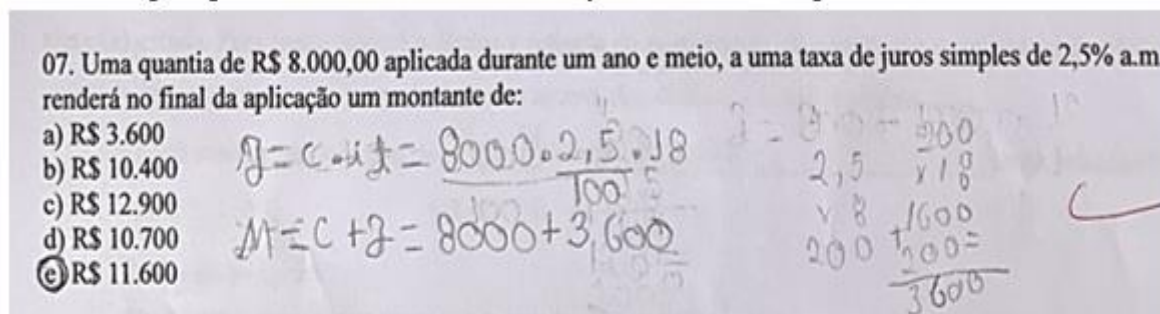 07. Uma quantia de R$ 8.000,00 aplicada durante um ano e meio, a uma taxa de juros simples de 2,5% a.m
renderá no final da aplicação um montante de:
a) R$ 3.600
b) R$ 10.400
c) R$ 12.900
d) R$ 10.700
e) R$ 11.600
J=c.it=8000.2,5.18
100
M=C+J=8000+3,600
2,5
x 8
200
200
x18
1600
+200=
3600